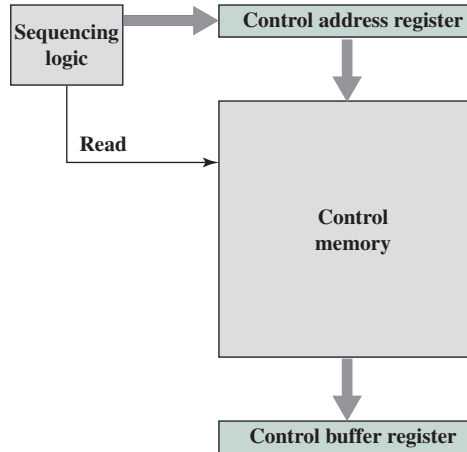 Sequencing
logic
Control address register
Read
Control
memory
Control buffer register